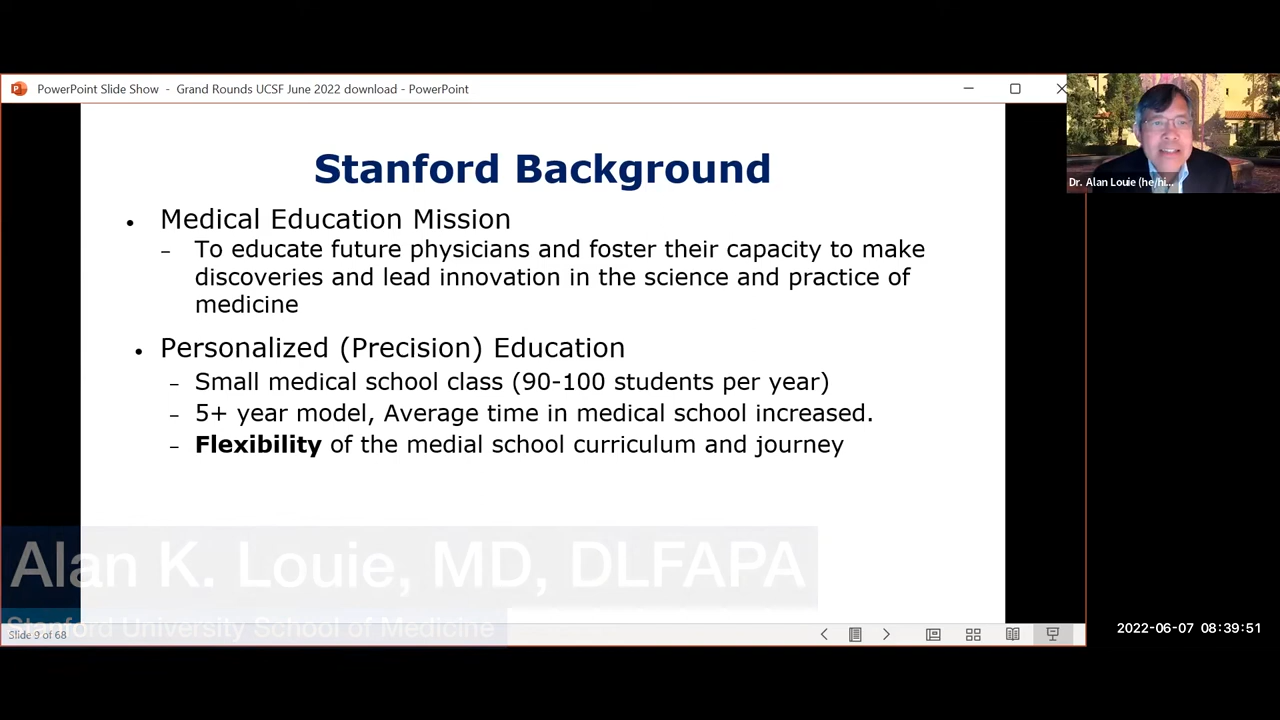 PowerPoint Slide Show - Grand Rounds UCSF June 2022 download - PowerPoint
Stanford Background
• Medical Education Mission
– To educate future physicians and foster their capacity to make
discoveries and lead innovation in the science and practice of
medicine
• Personalized (Precision) Education
– Small medical school class (90-100 students per year)
– 5+ year model, Average time in medical school increased.
– Flexibility of the medial school curriculum and journey
Dr. Alan Louie (he/hi...
Alan K. Louie, MD, DLFAPA
Stanford University School of Medicine
Slide 9 of 68
2022-06-07 08:39:51